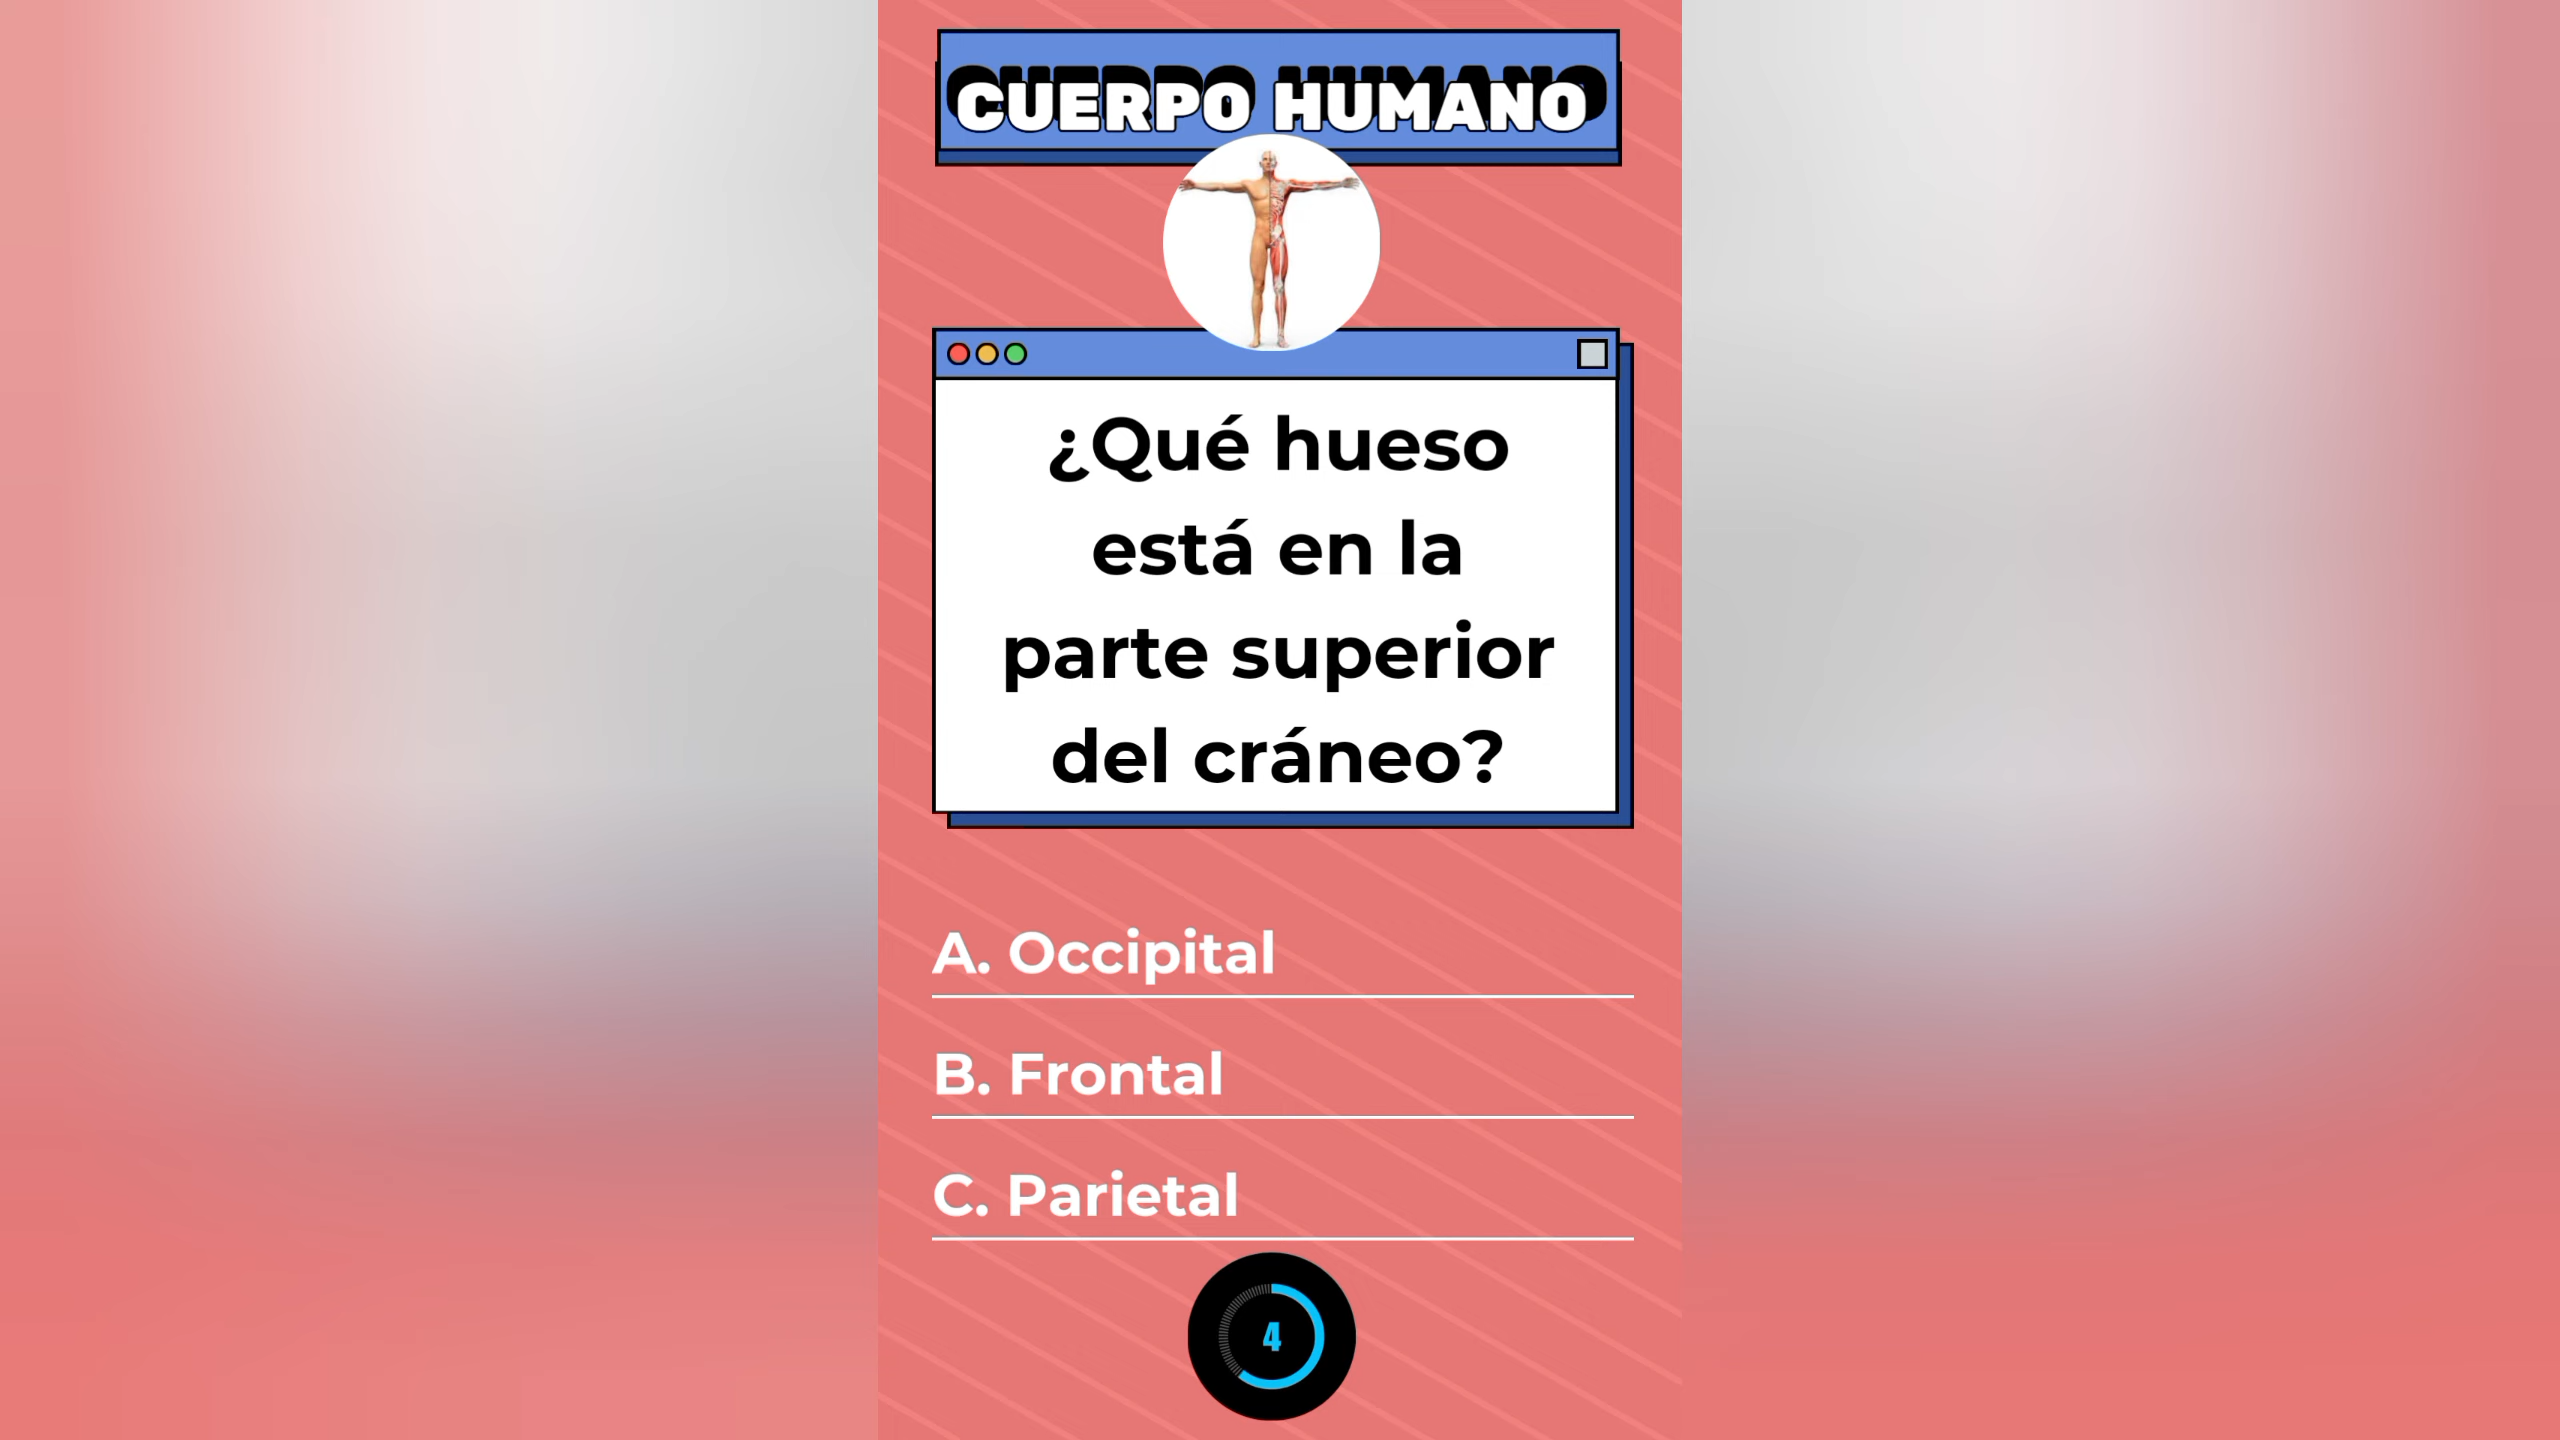 CUERPO HUMANO
¿Qué hueso
está en la
parte superior
del cráneo?
A. Occipital
B. Frontal
C. Parietal
4